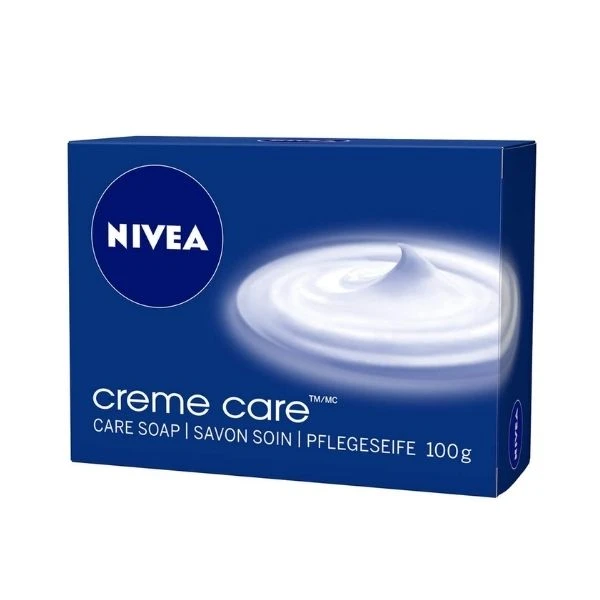 NIVEA
creme care™/MC
CARE SOAP | SAVON SOIN | PFLEGESEIFE 100g
NIVEA